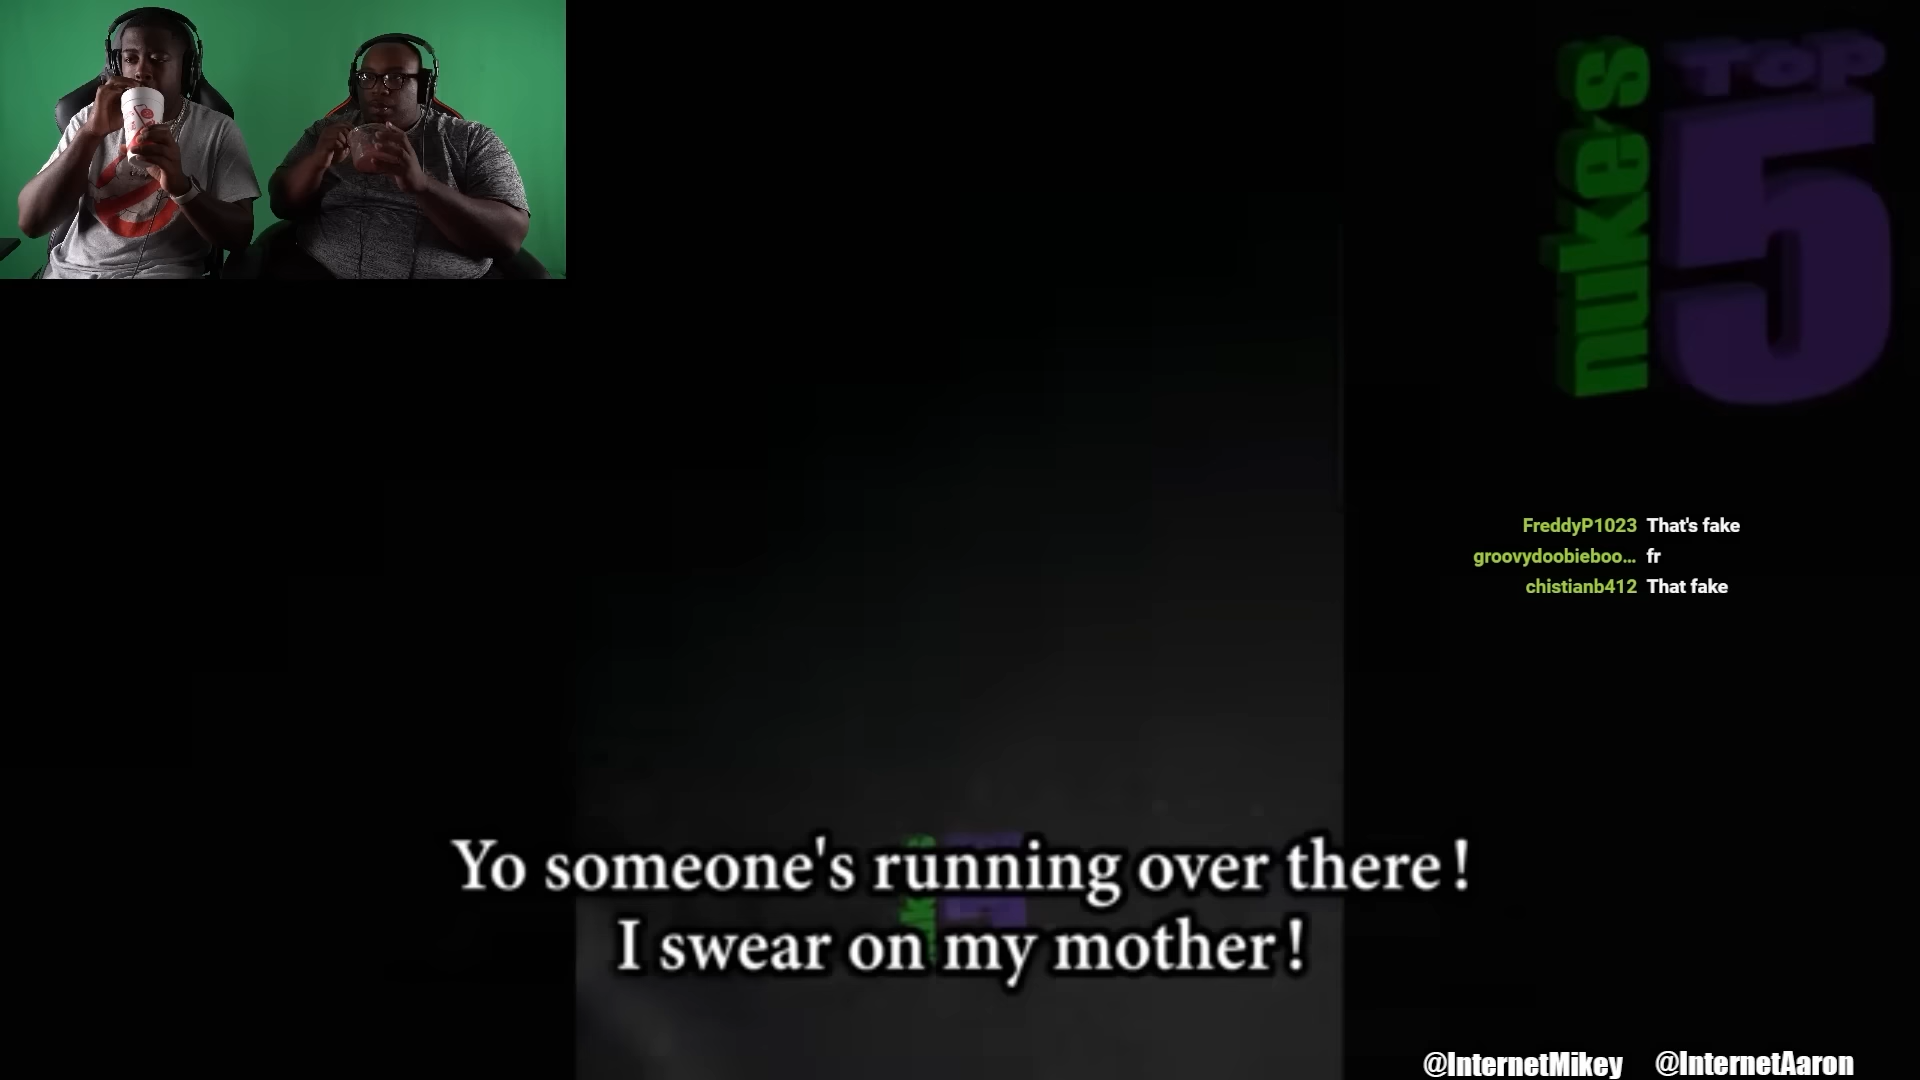 nuke's
TOP
5
FreddyP1023 That's fake
groovydoobieboo... fr
chistianb412 That fake
Yo someone's running over there!
I swear on my mother!
@InternetMikey @InternetAaron